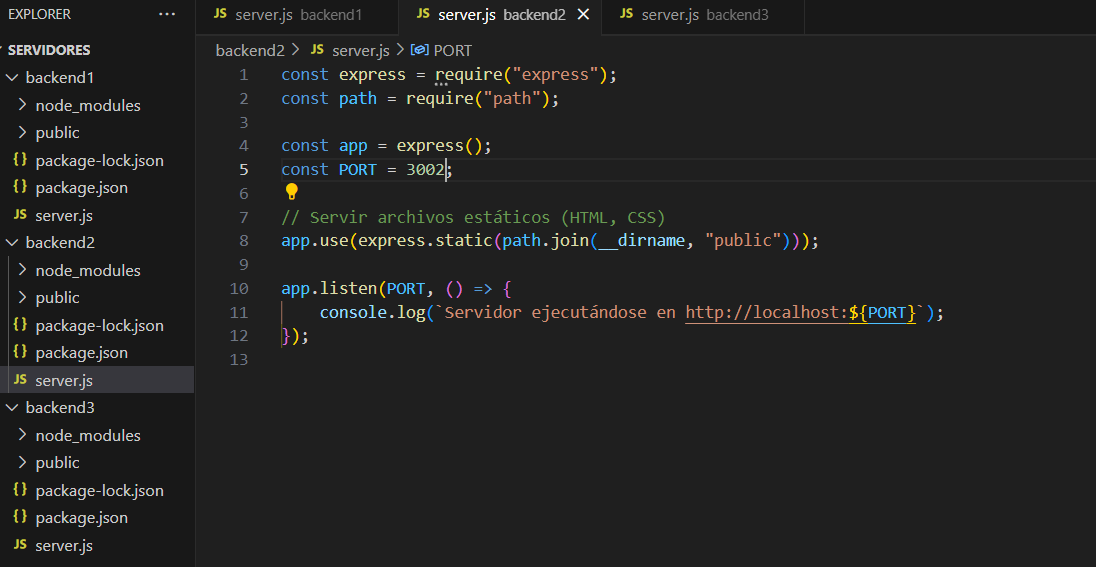 EXPLORER ···
SERVIDORES
backend1
node_modules
public
{} package-lock.json
{} package.json
JS server.js
backend2
node_modules
public
{} package-lock.json
{} package.json
JS server.js
backend3
node_modules
public
{} package-lock.json
{} package.json
JS server.js
JS server.js backend1
JS server.js backend2 ×
JS server.js backend3
backend2 > JS server.js > PORT
1 const express = require("express");
2 const path = require("path");
3
4 const app = express();
5 const PORT = 3002;
6
7 // Servir archivos estáticos (HTML, CSS)
8 app.use(express.static(path.join(__dirname, "public")));
9
10 app.listen(PORT, () => {
11 console.log(`Servidor ejecutándose en http://localhost:${PORT}`);
12 });
13